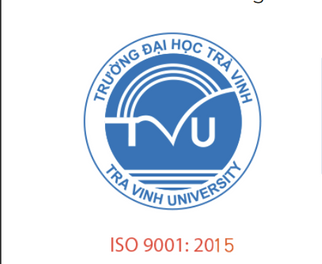 TRƯỜNG ĐẠI HỌC TRÀ VINH
TVU
TRA VINH UNIVERSITY
ISO 9001: 2015